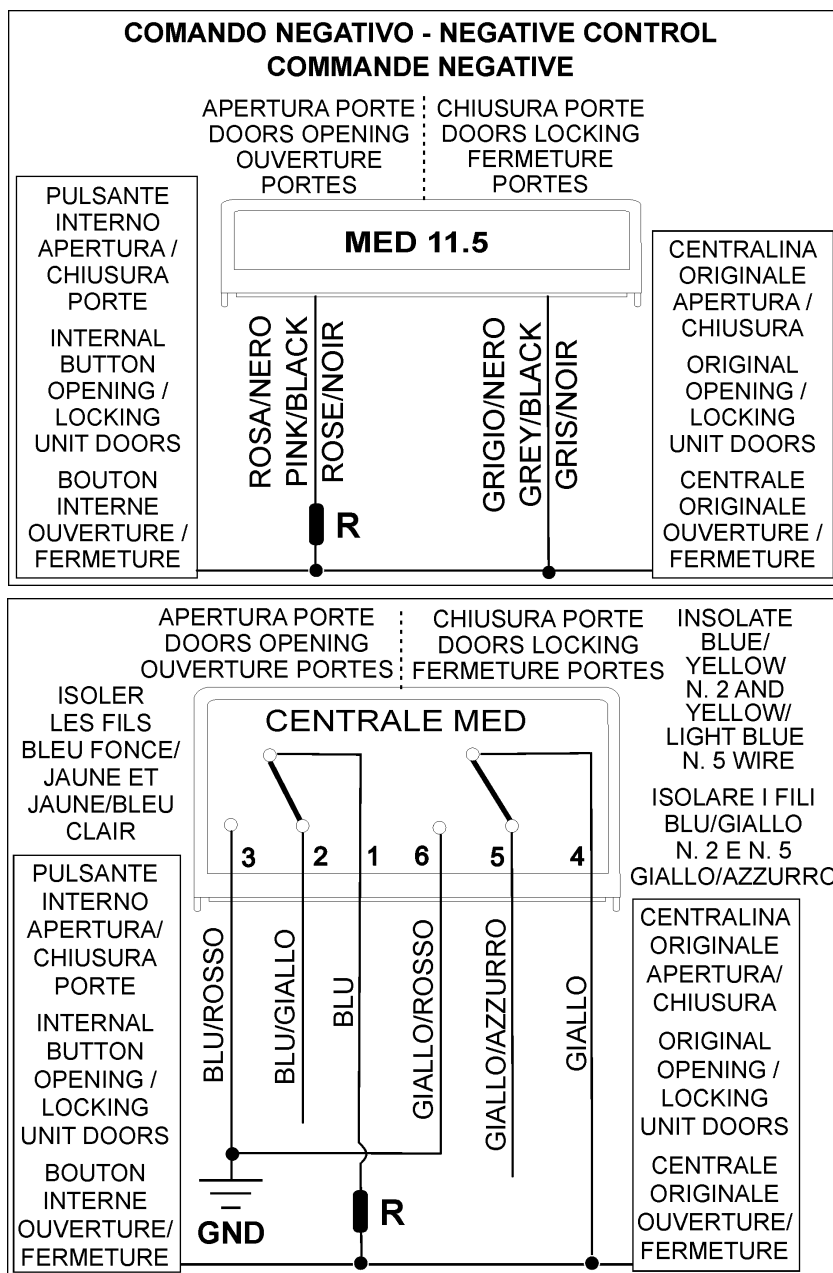 COMANDO NEGATIVO - NEGATIVE CONTROL
COMMANDE NEGATIVE
APERTURA PORTE
DOORS OPENING
OUVERTURE
PORTES
CHIUSURA PORTE
DOORS LOCKING
FERMETURE
PORTES
PULSANTE
INTERNO
APERTURA /
CHIUSURA
PORTE
INTERNAL
BUTTON
OPENING /
LOCKING
UNIT DOORS
BOUTON
INTERNE
OUVERTURE /
FERMETURE
MED 11.5
ROSA/NERO
PINK/BLACK
ROSE/NOIR
R
GRIGIO/NERO
GREY/BLACK
GRIS/NOIR
CENTRALINA
ORIGINALE
APERTURA /
CHIUSURA
ORIGINAL
OPENING /
LOCKING
UNIT DOORS
CENTRALE
ORIGINALE
OUVERTURE /
FERMETURE
APERTURA PORTE
DOORS OPENING
OUVERTURE PORTES
CHIUSURA PORTE
DOORS LOCKING
FERMETURE PORTES
INSOLATE
BLUE/
YELLOW
N. 2 AND
YELLOW/
LIGHT BLUE
N. 5 WIRE
ISOLARE I FILI
BLU/GIALLO
N. 2 E N. 5
GIALLO/AZZURRO
ISOLER
LES FILS
BLEU FONCE/
JAUNE ET
JAUNE/BLEU
CLAIR
CENTRALE MED
3 2 1 6 5 4
PULSANTE
INTERNO
APERTURA/
CHIUSURA
PORTE
INTERNAL
BUTTON
OPENING /
LOCKING
UNIT DOORS
BOUTON
INTERNE
OUVERTURE/
FERMETURE
BLU/ROSSO
BLU/GIALLO
BLU
GIALLO/ROSSO
GIALLO/AZZURRO
GIALLO
GND
R
CENTRALINA
ORIGINALE
APERTURA/
CHIUSURA
ORIGINAL
OPENING /
LOCKING
UNIT DOORS
CENTRALE
ORIGINALE
OUVERTURE/
FERMETURE